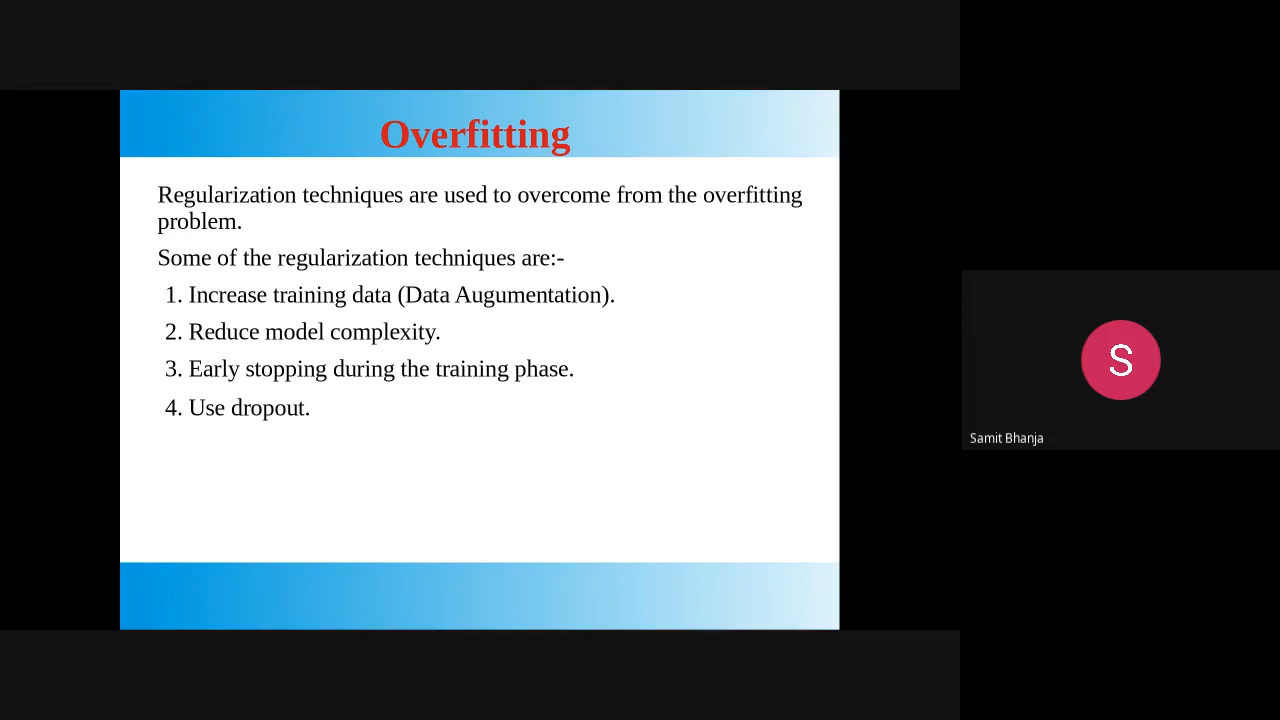 Overfitting
Regularization techniques are used to overcome from the overfitting
problem.
Some of the regularization techniques are:-
1. Increase training data (Data Augumentation).
2. Reduce model complexity.
3. Early stopping during the training phase.
4. Use dropout.
S
Samit Bhanja